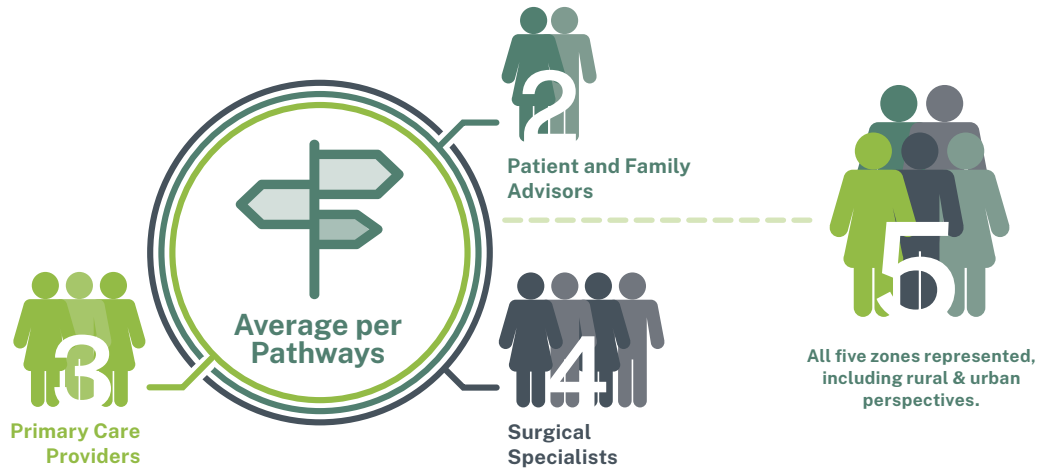 2
Patient and Family
Advisors
Average per
Pathways
3
Primary Care
Providers
4
Surgical
Specialists
5
All five zones represented,
including rural & urban
perspectives.